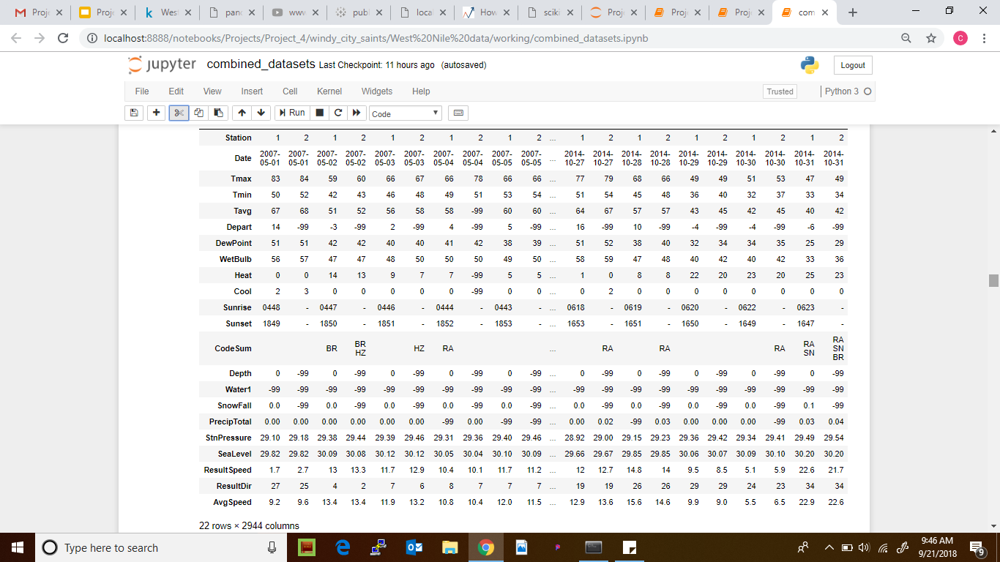 Proje
Proje
West
panc
www
publ
local
How
sciki
Proj
Proj
Proj
com
localhost:8888/notebooks/Projects/Project_4/windy_city_saints/West%20Nile%20data/working/combined_datasets.ipynb
C
jupyter combined_datasets Last Checkpoint: 11 hours ago (autosaved)
Logout
File Edit View Insert Cell Kernel Widgets Help
Trusted Python 3
Run Code
Station 1 2 1 2 1 2 1 2 1 2 ... 1 2 1 2 1 2 1 2 1 2
Date 2007-05-01 2007-05-01 2007-05-02 2007-05-02 2007-05-03 2007-05-03 2007-05-04 2007-05-04 2007-05-05 2007-05-05 ... 2014-10-27 2014-10-27 2014-10-28 2014-10-28 2014-10-29 2014-10-29 2014-10-30 2014-10-30 2014-10-31 2014-10-31
Tmax 83 84 59 60 66 67 66 78 66 66 ... 77 79 68 66 49 49 51 53 47 49
Tmin 50 52 42 43 46 48 49 51 53 54 ... 51 54 45 48 36 40 32 37 33 34
Tavg 67 68 51 52 56 58 58 -99 60 60 ... 64 67 57 57 43 45 42 45 40 42
Depart 14 -99 -3 -99 2 -99 4 -99 5 -99 ... 16 -99 10 -99 -4 -99 -4 -99 -6 -99
DewPoint 51 51 42 42 40 40 41 42 38 39 ... 51 52 38 40 32 34 34 35 25 29
WetBulb 56 57 47 47 48 50 50 50 49 50 ... 58 59 47 48 40 42 40 42 33 36
Heat 0 0 14 13 9 7 7 -99 5 5 ... 1 0 8 8 22 20 23 20 25 23
Cool 2 3 0 0 0 0 0 -99 0 0 ... 0 2 0 0 0 0 0 0 0 0
Sunrise 0448 - 0447 - 0446 - 0444 - 0443 - ... 0618 - 0619 - 0620 - 0622 - 0623 -
Sunset 1849 - 1850 - 1851 - 1852 - 1853 - ... 1653 - 1651 - 1650 - 1649 - 1647 -
CodeSum BR BR HZ HZ RA ... RA RA RA RA SN RA SN BR
Depth 0 -99 0 -99 0 -99 0 -99 0 -99 ... 0 -99 0 -99 0 -99 0 -99 0 -99
Water1 -99 -99 -99 -99 -99 -99 -99 -99 -99 -99 ... -99 -99 -99 -99 -99 -99 -99 -99 -99 -99
SnowFall 0.0 -99 0.0 -99 0.0 -99 0.0 -99 0.0 -99 ... 0.0 -99 0.0 -99 0.0 -99 0.0 -99 0.1 -99
PrecipTotal 0.00 0.00 0.00 0.00 0.00 0.00 -99 0.00 -99 -99 ... 0.00 0.02 -99 0.03 0.00 0.00 0.00 -99 0.03 0.04
StnPressure 29.10 29.18 29.38 29.44 29.39 29.46 29.31 29.36 29.40 29.46 ... 28.92 29.00 29.15 29.23 29.36 29.42 29.34 29.41 29.49 29.54
SeaLevel 29.82 29.82 30.09 30.08 30.12 30.12 30.05 30.04 30.10 30.09 ... 29.66 29.67 29.85 29.85 30.06 30.07 30.09 30.10 30.20 30.20
ResultSpeed 1.7 2.7 13 13.3 11.7 12.9 10.4 10.1 11.7 11.2 ... 12 12.7 14.8 14 9.5 8.5 5.1 5.9 22.6 21.7
ResultDir 27 25 4 2 7 6 8 7 7 7 ... 19 19 26 26 29 29 24 23 34 34
AvgSpeed 9.2 9.6 13.4 13.4 11.9 13.2 10.8 10.4 12.0 11.5 ... 12.9 13.6 15.6 14.6 9.9 9.0 5.5 6.5 22.9 22.6
22 rows × 2944 columns
Type here to search
9:46 AM
9/21/2018
9